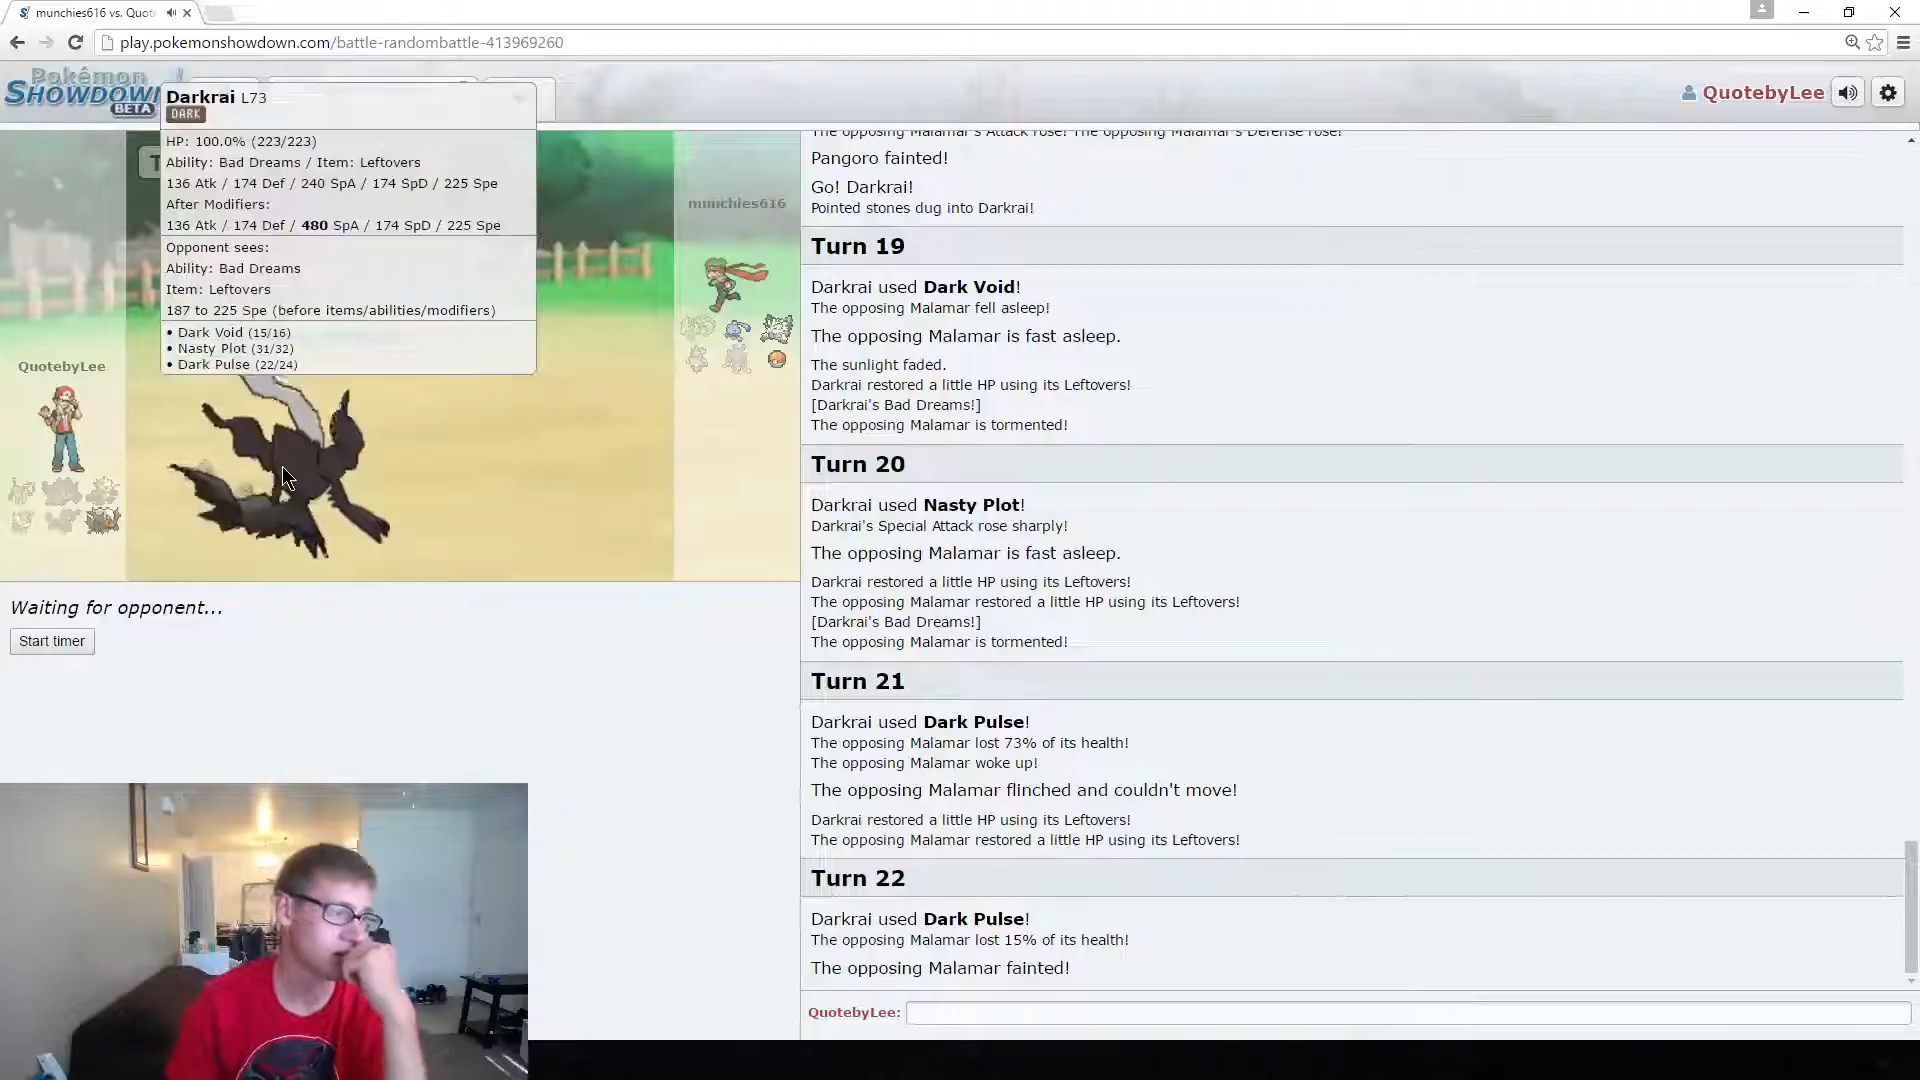 munchies616 vs. Quot
play.pokemonshowdown.com/battle-randombattle-413969260
Pokémon
SHOWDOWN
BETA
QuotebyLee
Darkrai L73
DARK
HP: 100.0% (223/223)
Ability: Bad Dreams / Item: Leftovers
136 Atk / 174 Def / 240 SpA / 174 SpD / 225 Spe
After Modifiers:
136 Atk / 174 Def / 480 SpA / 174 SpD / 225 Spe
Opponent sees:
Ability: Bad Dreams
Item: Leftovers
187 to 225 Spe (before items/abilities/modifiers)
• Dark Void (15/16)
• Nasty Plot (31/32)
• Dark Pulse (22/24)
munchies616
QuotebyLee
Waiting for opponent...
Start timer
The opposing Malamar's Attack rose! The opposing Malamar's Defense rose!
Pangoro fainted!
Go! Darkrai!
Pointed stones dug into Darkrai!
Turn 19
Darkrai used Dark Void!
The opposing Malamar fell asleep!
The opposing Malamar is fast asleep.
The sunlight faded.
Darkrai restored a little HP using its Leftovers!
[Darkrai's Bad Dreams!]
The opposing Malamar is tormented!
Turn 20
Darkrai used Nasty Plot!
Darkrai's Special Attack rose sharply!
The opposing Malamar is fast asleep.
Darkrai restored a little HP using its Leftovers!
The opposing Malamar restored a little HP using its Leftovers!
[Darkrai's Bad Dreams!]
The opposing Malamar is tormented!
Turn 21
Darkrai used Dark Pulse!
The opposing Malamar lost 73% of its health!
The opposing Malamar woke up!
The opposing Malamar flinched and couldn't move!
Darkrai restored a little HP using its Leftovers!
The opposing Malamar restored a little HP using its Leftovers!
Turn 22
Darkrai used Dark Pulse!
The opposing Malamar lost 15% of its health!
The opposing Malamar fainted!
QuotebyLee: